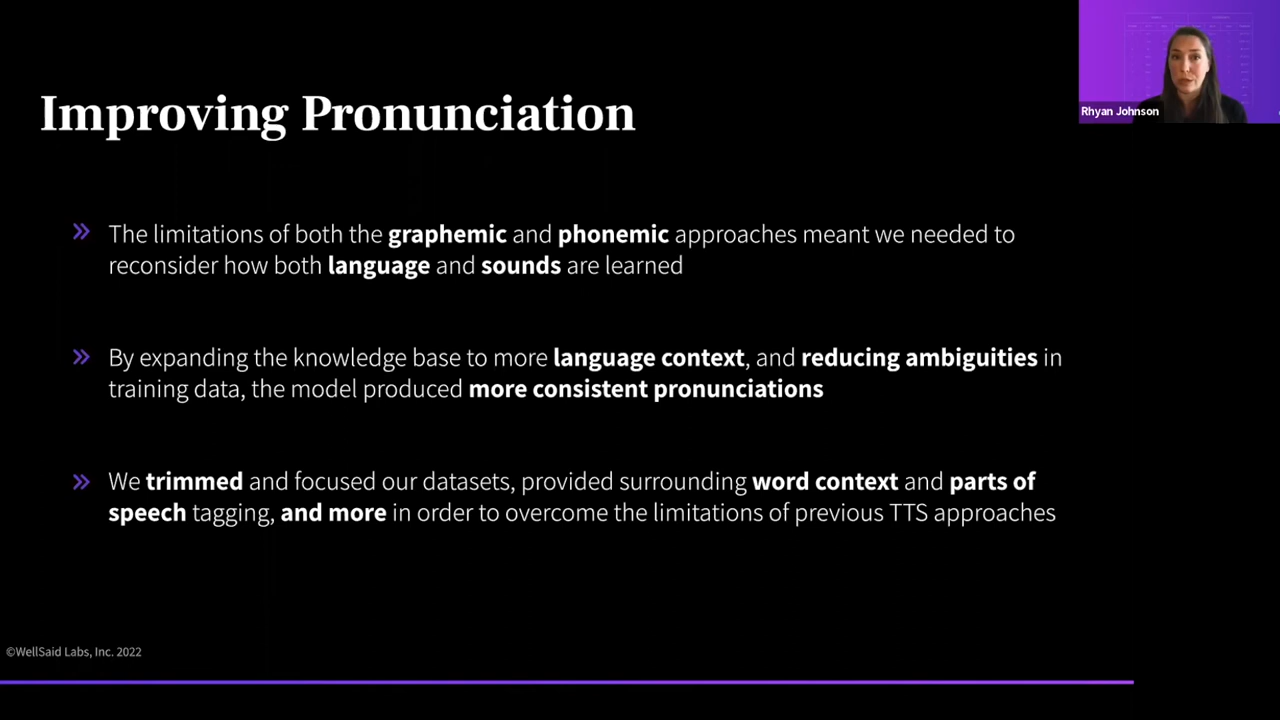 Improving Pronunciation
Rhyan Johnson
The limitations of both the graphemic and phonemic approaches meant we needed to
reconsider how both language and sounds are learned
By expanding the knowledge base to more language context, and reducing ambiguities in
training data, the model produced more consistent pronunciations
We trimmed and focused our datasets, provided surrounding word context and parts of
speech tagging, and more in order to overcome the limitations of previous TTS approaches
©WellSaid Labs, Inc. 2022